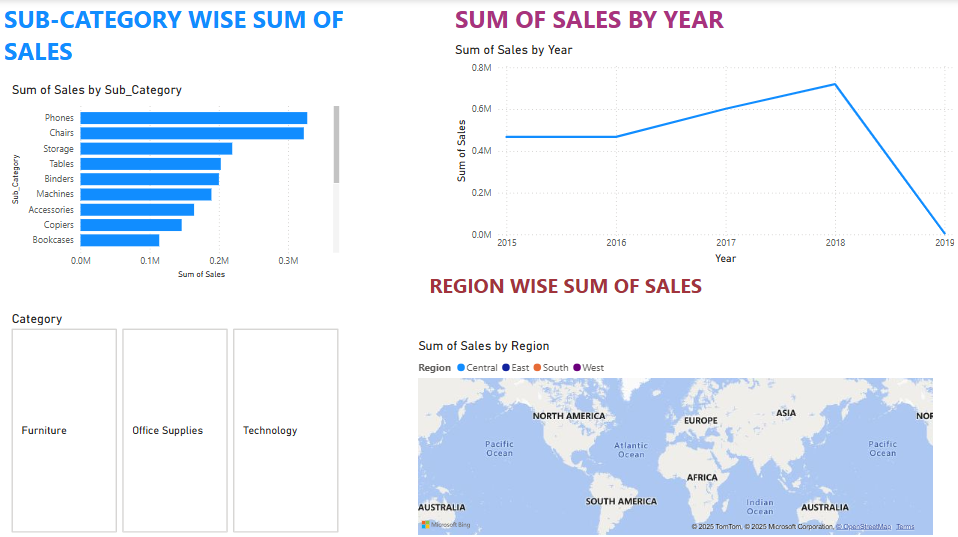 SUB-CATEGORY WISE SUM OF
SALES
Sum of Sales by Sub_Category
Sub_Category
Phones
Chairs
Storage
Tables
Binders
Machines
Accessories
Copiers
Bookcases
0.0M 0.1M 0.2M 0.3M
Sum of Sales
Category
Furniture
Office Supplies
Technology
SUM OF SALES BY YEAR
Sum of Sales by Year
Sum of Sales
0.8M
0.6M
0.4M
0.2M
0.0M
2015 2016 2017 2018 2019
Year
REGION WISE SUM OF SALES
Sum of Sales by Region
Region Central East South West
NORTH AMERICA
EUROPE
ASIA
NOR
Pacific
Ocean
Atlantic
Ocean
Pacific
Ocean
AFRICA
SOUTH AMERICA
Indian
Ocean
AUSTRALIA
AUSTRALIA
Microsoft Bing
© 2025 TomTom, © 2025 Microsoft Corporation, © OpenStreetMap Terms